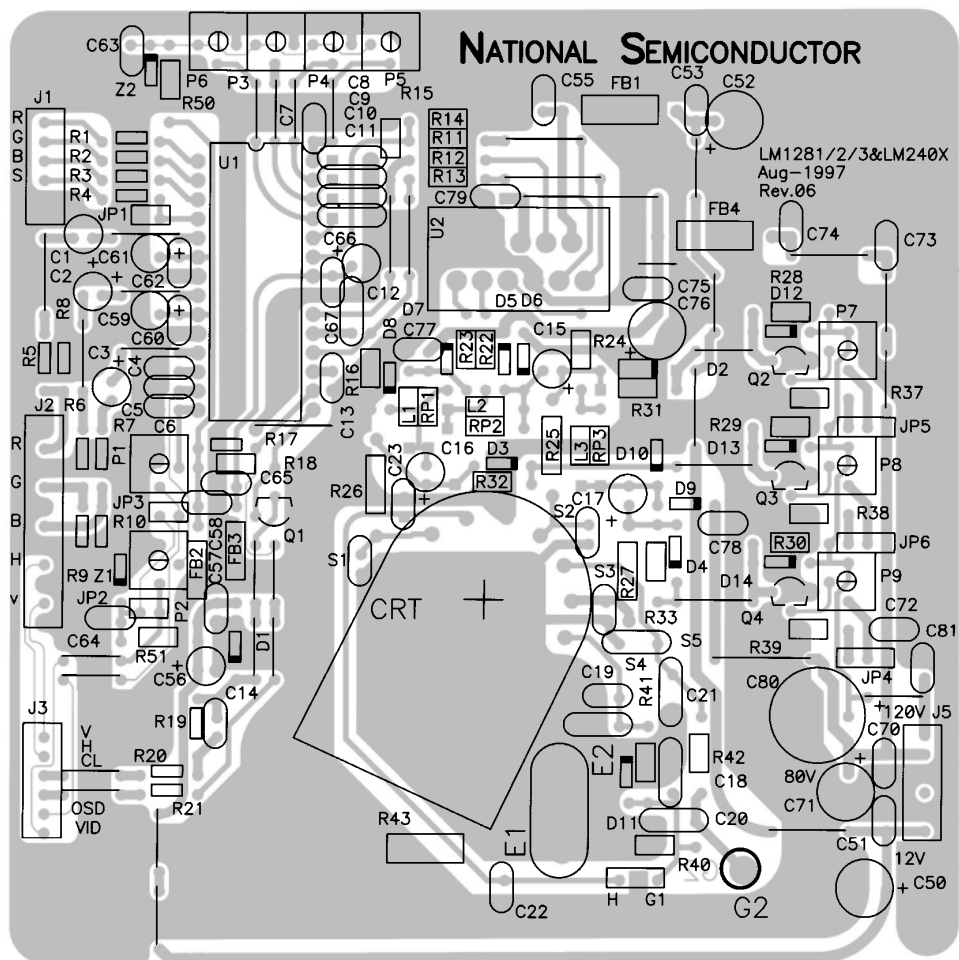 NATIONAL SEMICONDUCTOR
C63
Z2
P6
R50
P3
P4
C8
P5
C9
C10
C11
C7
R15
C55
FB1
C53
C52
J1
R
G
B
S
R1
R2
R3
R4
JP1
U1
R14
R11
R12
R13
C79
LM1281/2/3&LM240X
Aug-1997
Rev.06
FB4
C74
C73
C1
C61
C2
C62
R8
C59
C60
C66
C12
C67
U2
D5 D6
C75
C76
R28
D12
P7
D7
D8
C77
R23
R22
C15
R24
D2
Q2
R5
C3
C4
C5
R6
R7
C6
C13
R16
L1
RP1
L2
RP2
R31
R37
J2
R
G
B
H
V
P1
R17
R18
C65
C23
C16
D3
R32
R25
L3
RP3
D10
R29
D13
JP5
P8
Q3
R38
JP3
R10
R26
C17
D9
S2
C78
JP6
R30
R9
Z1
FB2
C57
C58
FB3
Q1
S1
CRT
S3
R27
D4
D14
Q4
P9
C72
JP2
P2
C64
R51
C56
D1
R33
S5
S4
R39
JP4
C81
C14
R19
C19
R41
C21
C80
120V
J5
C70
J3
V
H
CL
OSD
VID
R20
R21
E2
R42
C18
80V
C71
R43
E1
D11
C20
C51
12V
R40
C50
C22
H
G1
G2
G2